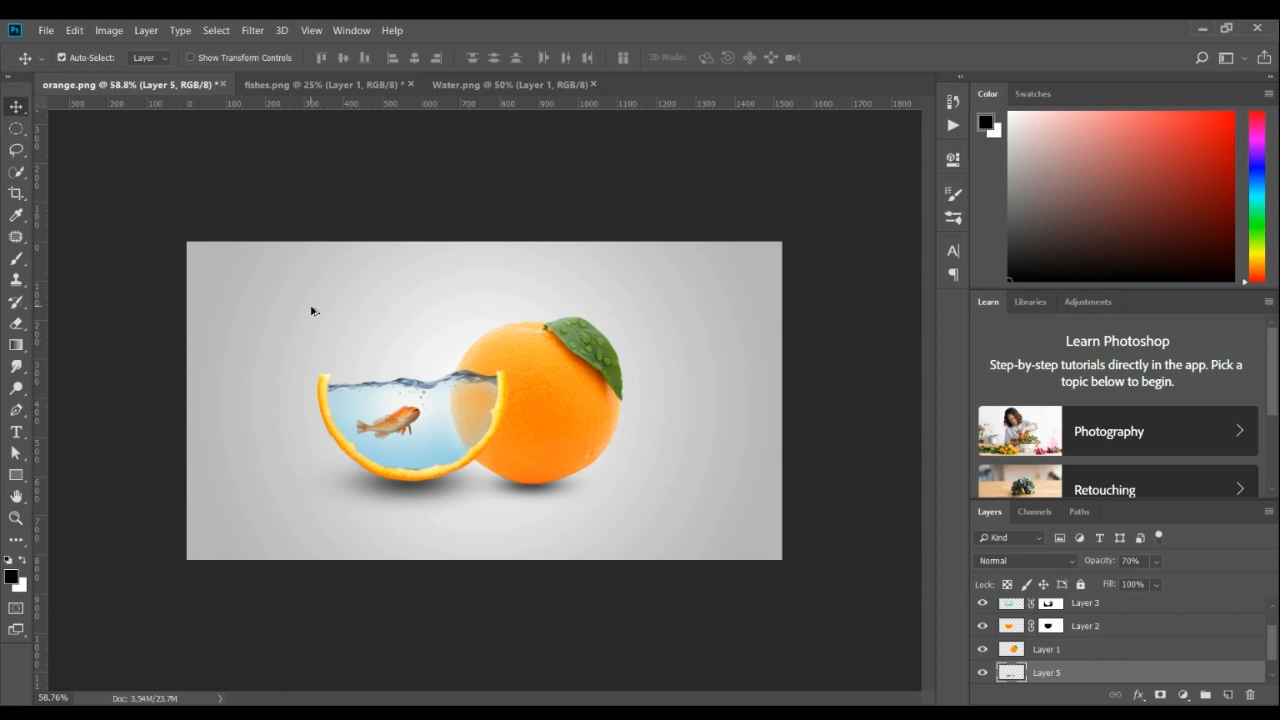 Ps File Edit Image Layer Type Select Filter 3D View Window Help
Auto-Select: Layer Show Transform Controls 3D Model:
orange.png @ 58.8% (Layer 5, RGB/8) * × fishes.png @ 25% (Layer 1, RGB/8) * × Water.png @ 50% (Layer 1, RGB/8) ×
300 200 100 0 100 200 300 400 500 600 700 800 900 1000 1100 1200 1300 1400 1500 1600 1700 1800
Color Swatches
Learn Libraries Adjustments
Learn Photoshop
Step-by-step tutorials directly in the app. Pick a
topic below to begin.
Photography
Retouching
Layers Channels Paths
Kind
Normal Opacity: 70%
Lock: Fill: 100%
Layer 3
Layer 2
Layer 1
Layer 5
58.76% Doc: 3.54M/23.7M